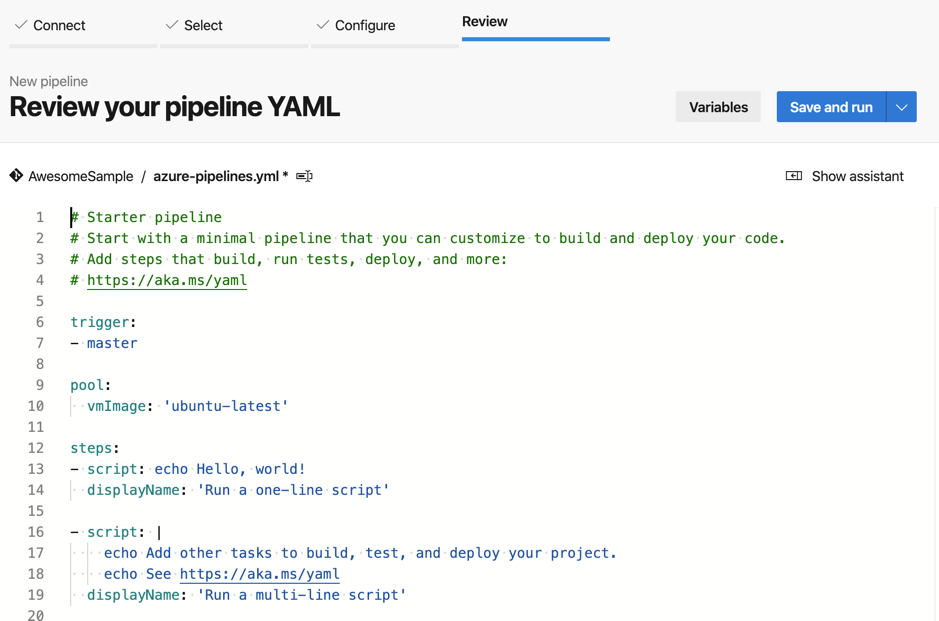 Connect
Select
Configure
Review
New pipeline
Review your pipeline YAML
Variables
Save and run
AwesomeSample / azure-pipelines.yml *
Show assistant
1 # Starter pipeline
2 # Start with a minimal pipeline that you can customize to build and deploy your code.
3 # Add steps that build, run tests, deploy, and more:
4 # https://aka.ms/yaml
5
6 trigger:
7 - master
8
9 pool:
10   vmImage: 'ubuntu-latest'
11
12 steps:
13 - script: echo Hello, world!
14   displayName: 'Run a one-line script'
15
16 - script: |
17     echo Add other tasks to build, test, and deploy your project.
18     echo See https://aka.ms/yaml
19   displayName: 'Run a multi-line script'
20